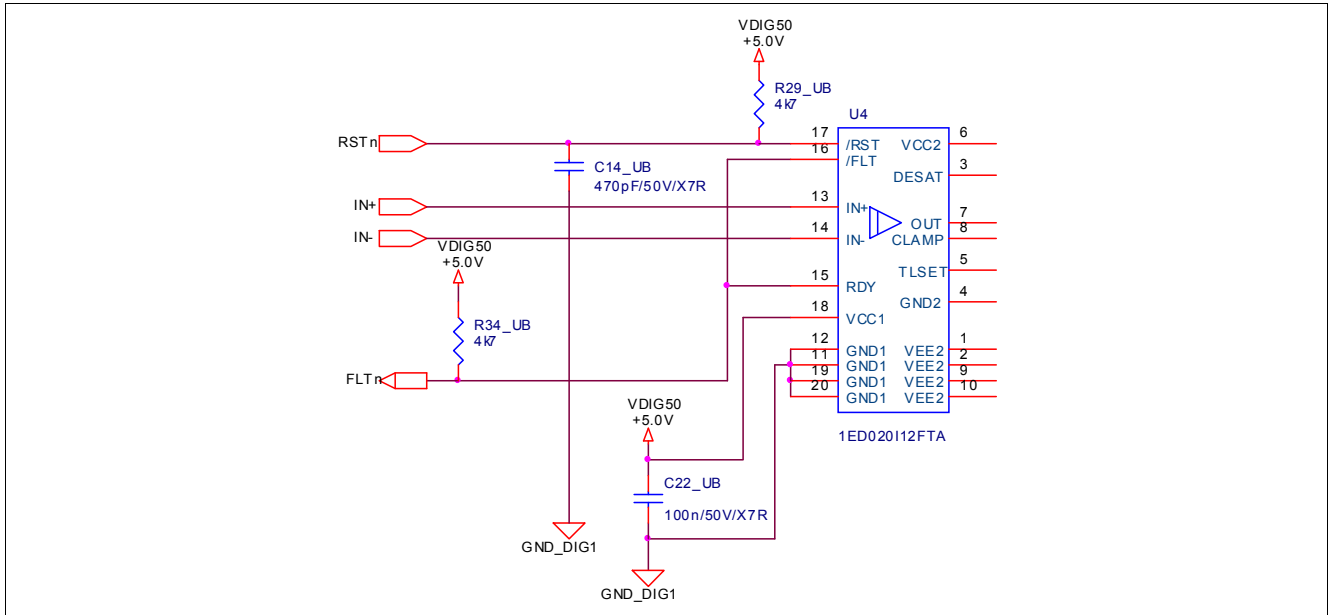 VDIG50
+5.0V
R29_UB
4k7
U4
RSTn
17
/RST
VCC2
6
16
/FLT
C14_UB
470pF/50V/X7R
DESAT
3
IN+
13
IN+
OUT
7
IN-
14
IN-
CLAMP
8
VDIG50
+5.0V
15
RDY
TLSET
5
R34_UB
4k7
18
VCC1
GND2
4
12
GND1
VEE2
1
11
GND1
VEE2
2
FLTn
19
GND1
VEE2
9
20
GND1
VEE2
10
VDIG50
+5.0V
1ED020I12FTA
C22_UB
100n/50V/X7R
GND_DIG1
GND_DIG1